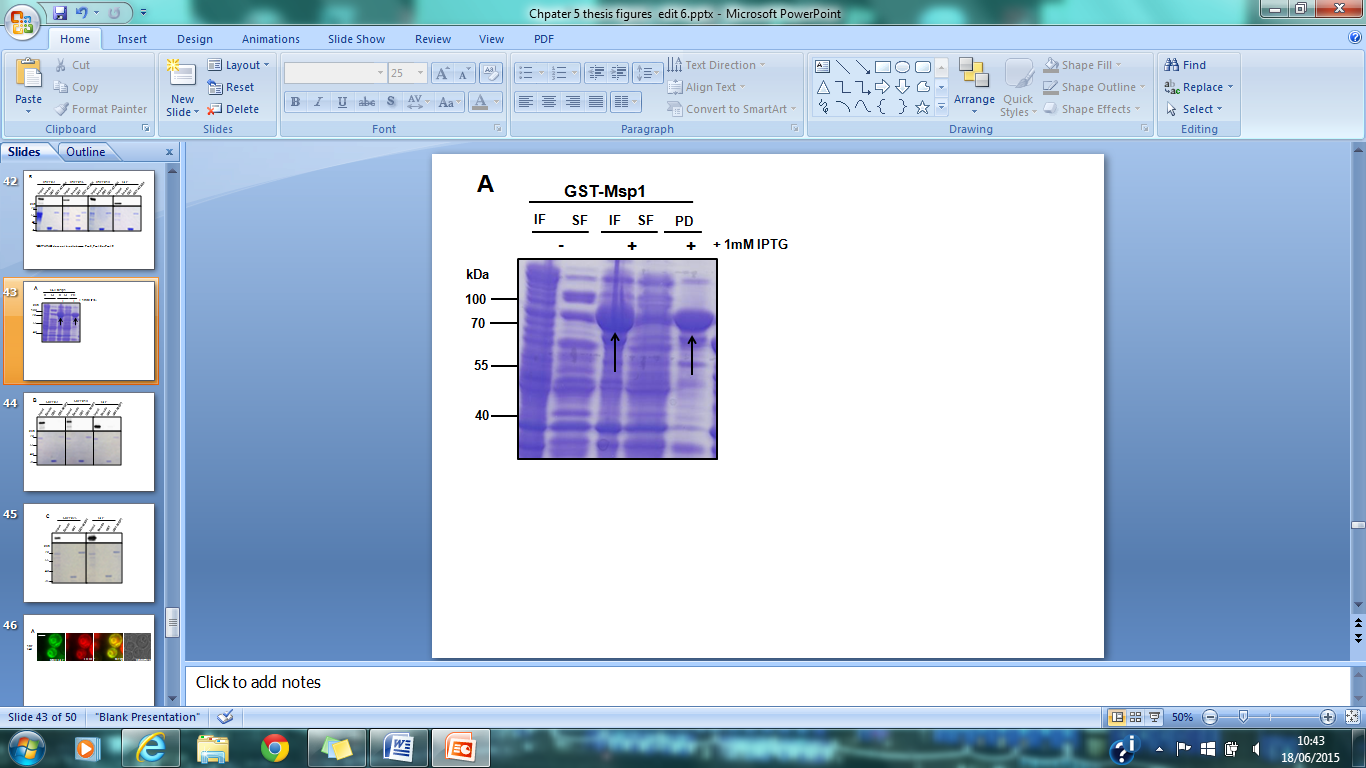 Chpater 5 thesis figures edit 6.pptx - Microsoft PowerPoint
Home Insert Design Animations Slide Show Review View PDF
Paste
Cut
Copy
Format Painter
Clipboard
New Slide
Layout
Reset
Delete
Slides
25
B I U abc S AV Aa A
Font
Text Direction
Align Text
Convert to SmartArt
Paragraph
Arrange
Quick Styles
Shape Fill
Shape Outline
Shape Effects
Drawing
Find
Replace
Select
Editing
Slides Outline x
42
43
44
45
46
A
GST-Msp1
IF SF IF SF PD
- + + + 1mM IPTG
kDa
100
70
55
40
Click to add notes
Slide 43 of 50 "Blank Presentation" 50%
10:43
18/06/2015